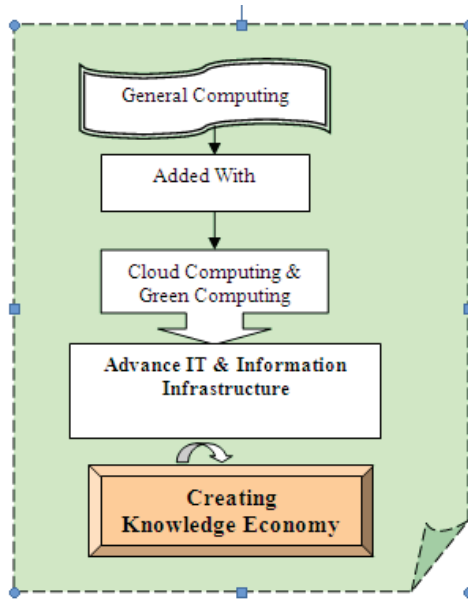 General Computing
Added With
Cloud Computing &
Green Computing
Advance IT & Information
Infrastructure
Creating
Knowledge Economy